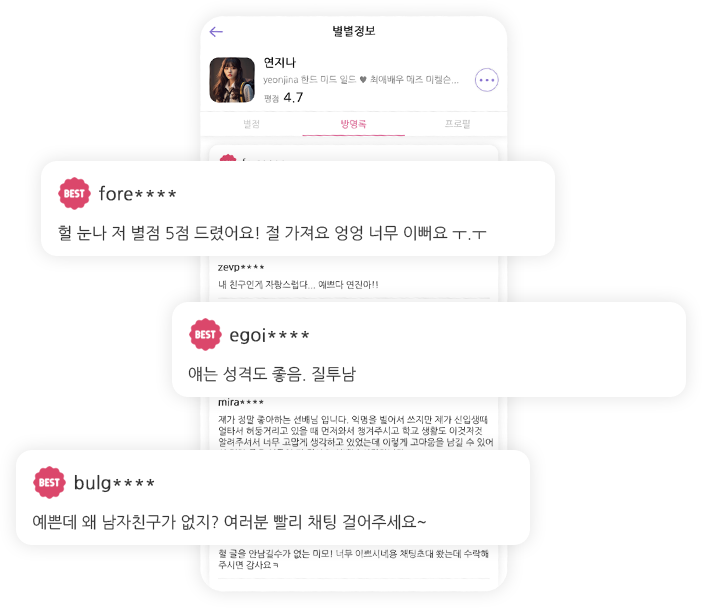 별별정보
연지나
yeonjina 한드 미드 일드 ♥ 최애배우 매즈 미켈슨...
평점 4.7
별점 방명록 프로필
BEST fore****
헐 눈나 저 별점 5점 드렸어요! 절 가져요 엉엉 너무 이뻐요 ㅜ.ㅜ
zevp****
내 친구인게 자랑스럽다... 예쁘다 연진아!!
BEST egoi****
얘는 성격도 좋음. 질투남
mira****
제가 정말 좋아하는 선배님 입니다. 익명을 빌어서 쓰지만 제가 신입생때
얼타서 허둥거리고 있을 때 먼저와서 챙겨주시고 학교 생활도 이것저것
알려주셔서 너무 고맙게 생각하고 있었는데 이렇게 고마움을 남길 수 있어
BEST bulg****
예쁜데 왜 남자친구가 없지? 여러분 빨리 채팅 걸어주세요~
헐 글을 안남길수가 없는 미모! 너무 이쁘시네용 채팅초대 놨는데 수락해
주시면 감사요ㅋ